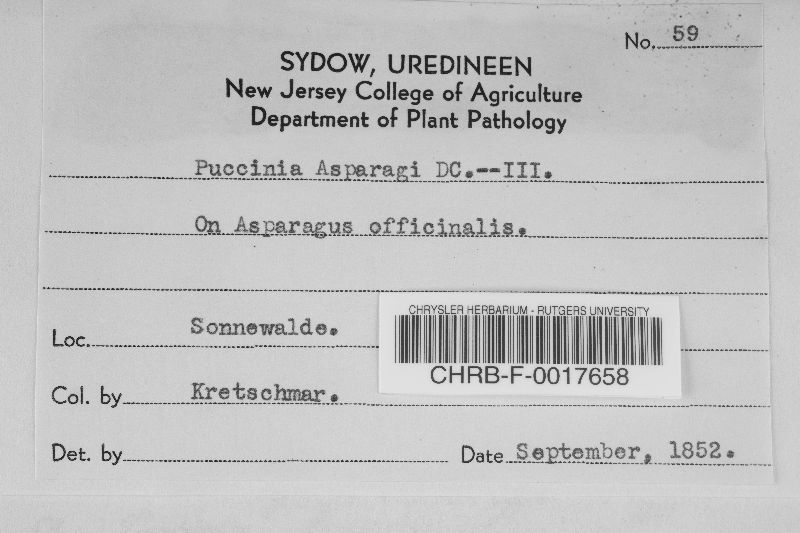 No. 59
SYDOW, UREDINEEN
New Jersey College of Agriculture
Department of Plant Pathology
Puccinia Asparagi DC.--III.
On Asparagus officinalis.
Loc. Sonnewalde.
CHRYSLER HERBARIUM - RUTGERS UNIVERSITY
CHRB-F-0017658
Col. by Kretschmar.
Det. by Date September, 1852.